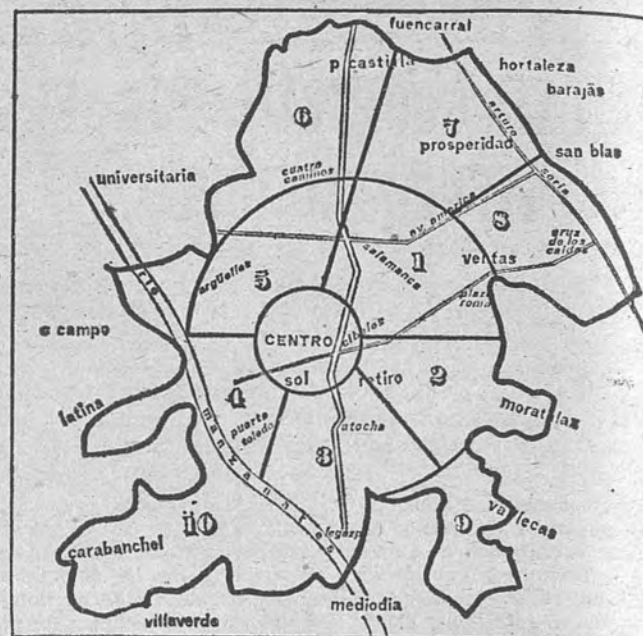 fuencarral
p castilla
hortaleza
barajas
6
7
arturo
prosperidad
san blas
universitaria
cuatro
caminos
soria
av. america
8
cruz
de los
caidos
ventas
1
salamanca
argüelles
5
plaza
roma
rio
c campo
CENTRO
cibeles
sol
retiro
2
4
latina
puerta
toledo
moratalaz
atocha
3
manzanares
vallecas
9
10
legazp
carabanchel
mediodia
villaverde